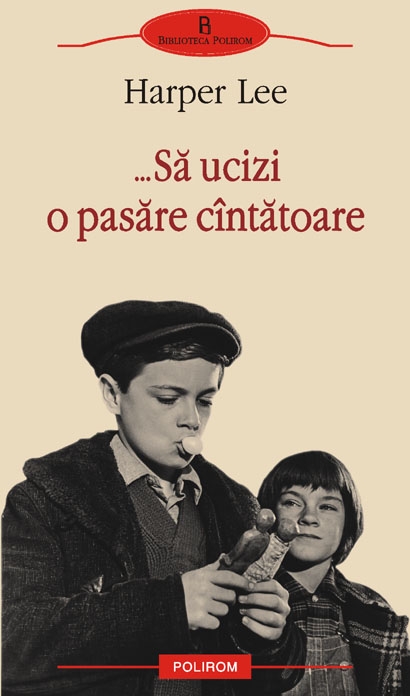 B
BIBLIOTECA POLIROM
Harper Lee
...Să ucizi
o pasăre cîntătoare
POLIROM